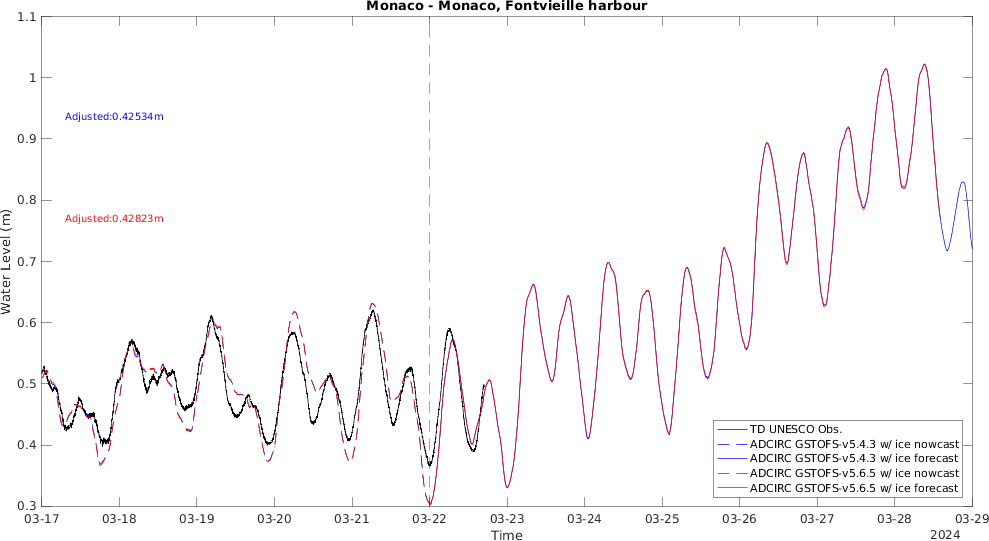 Monaco - Monaco, Fontvieille harbour
1.1
1
0.9
0.8
0.7
0.6
0.5
0.4
0.3
Water Level (m)
Adjusted:0.42534m
Adjusted:0.42823m
TD UNESCO Obs.
ADCIRC GSTOFS-v5.4.3 w/ ice nowcast
ADCIRC GSTOFS-v5.4.3 w/ ice forecast
ADCIRC GSTOFS-v5.6.5 w/ ice nowcast
ADCIRC GSTOFS-v5.6.5 w/ ice forecast
03-17 03-18 03-19 03-20 03-21 03-22 03-23 03-24 03-25 03-26 03-27 03-28 03-29
Time
2024